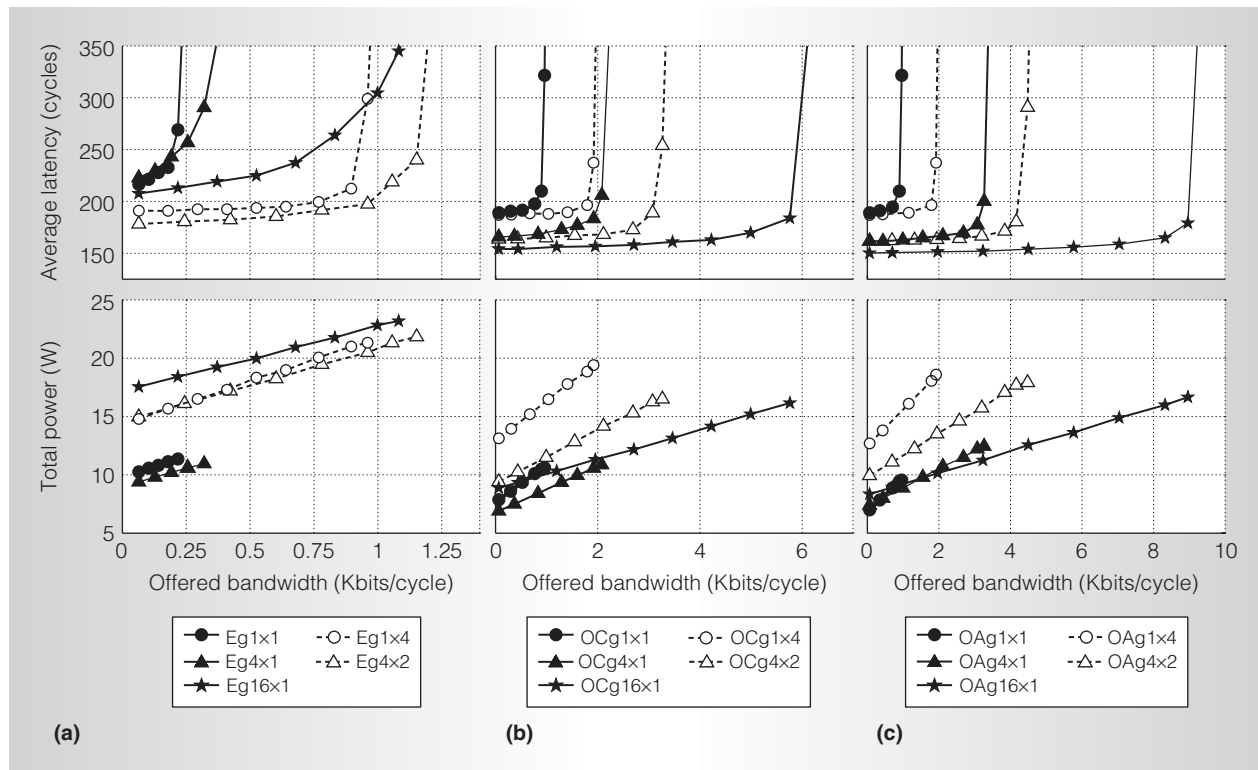 Average latency (cycles)
350
300
250
200
150
Total power (W)
25
20
15
10
5
0 0.25 0.5 0.75 1 1.25
Offered bandwidth (Kbits/cycle)
0 2 4 6
Offered bandwidth (Kbits/cycle)
0 2 4 6 8 10
Offered bandwidth (Kbits/cycle)
Eg1×1 Eg1×4
Eg4×1 Eg4×2
Eg16×1
OCg1×1 OCg1×4
OCg4×1 OCg4×2
OCg16×1
OAg1×1 OAg1×4
OAg4×1 OAg4×2
OAg16×1
(a) (b) (c)